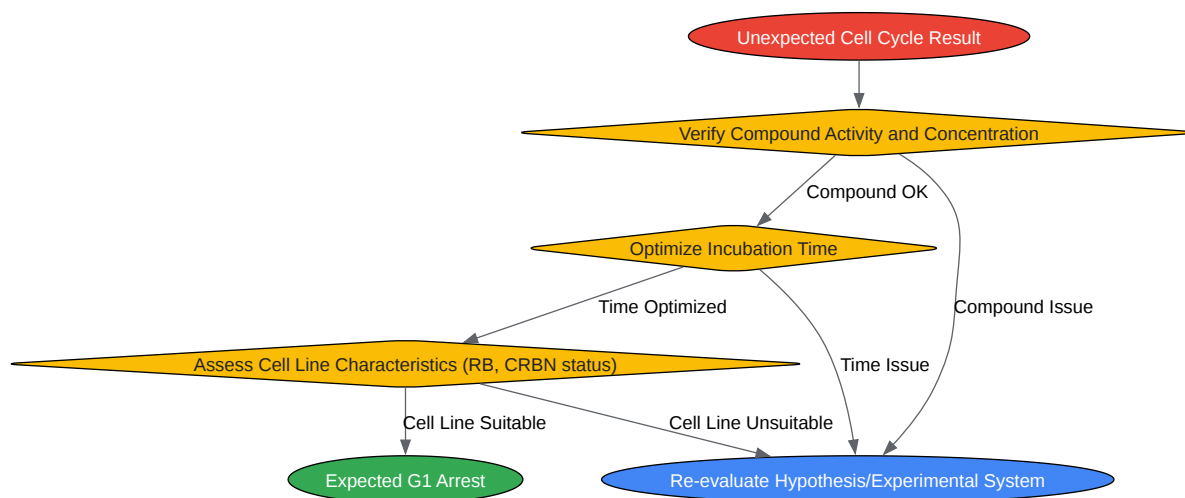 Unexpected Cell Cycle Result
Verify Compound Activity and Concentration
Compound OK
Optimize Incubation Time
Time Optimized
Compound Issue
Assess Cell Line Characteristics (RB, CRBN status)
Time Issue
Cell Line Suitable
Cell Line Unsuitable
Expected G1 Arrest
Re-evaluate Hypothesis/Experimental System